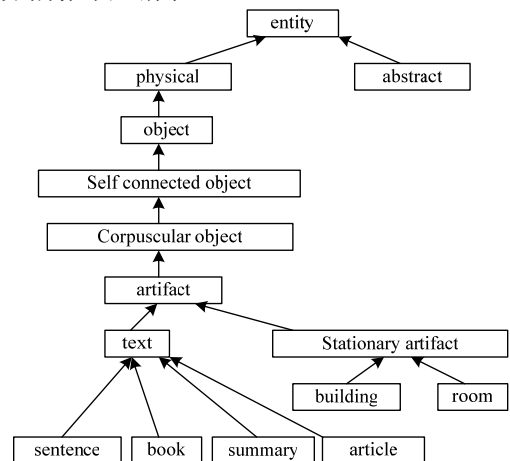 entity
physical abstract
object
Self connected object
Corpuscular object
artifact
text Stationary artifact
building room
sentence book summary article